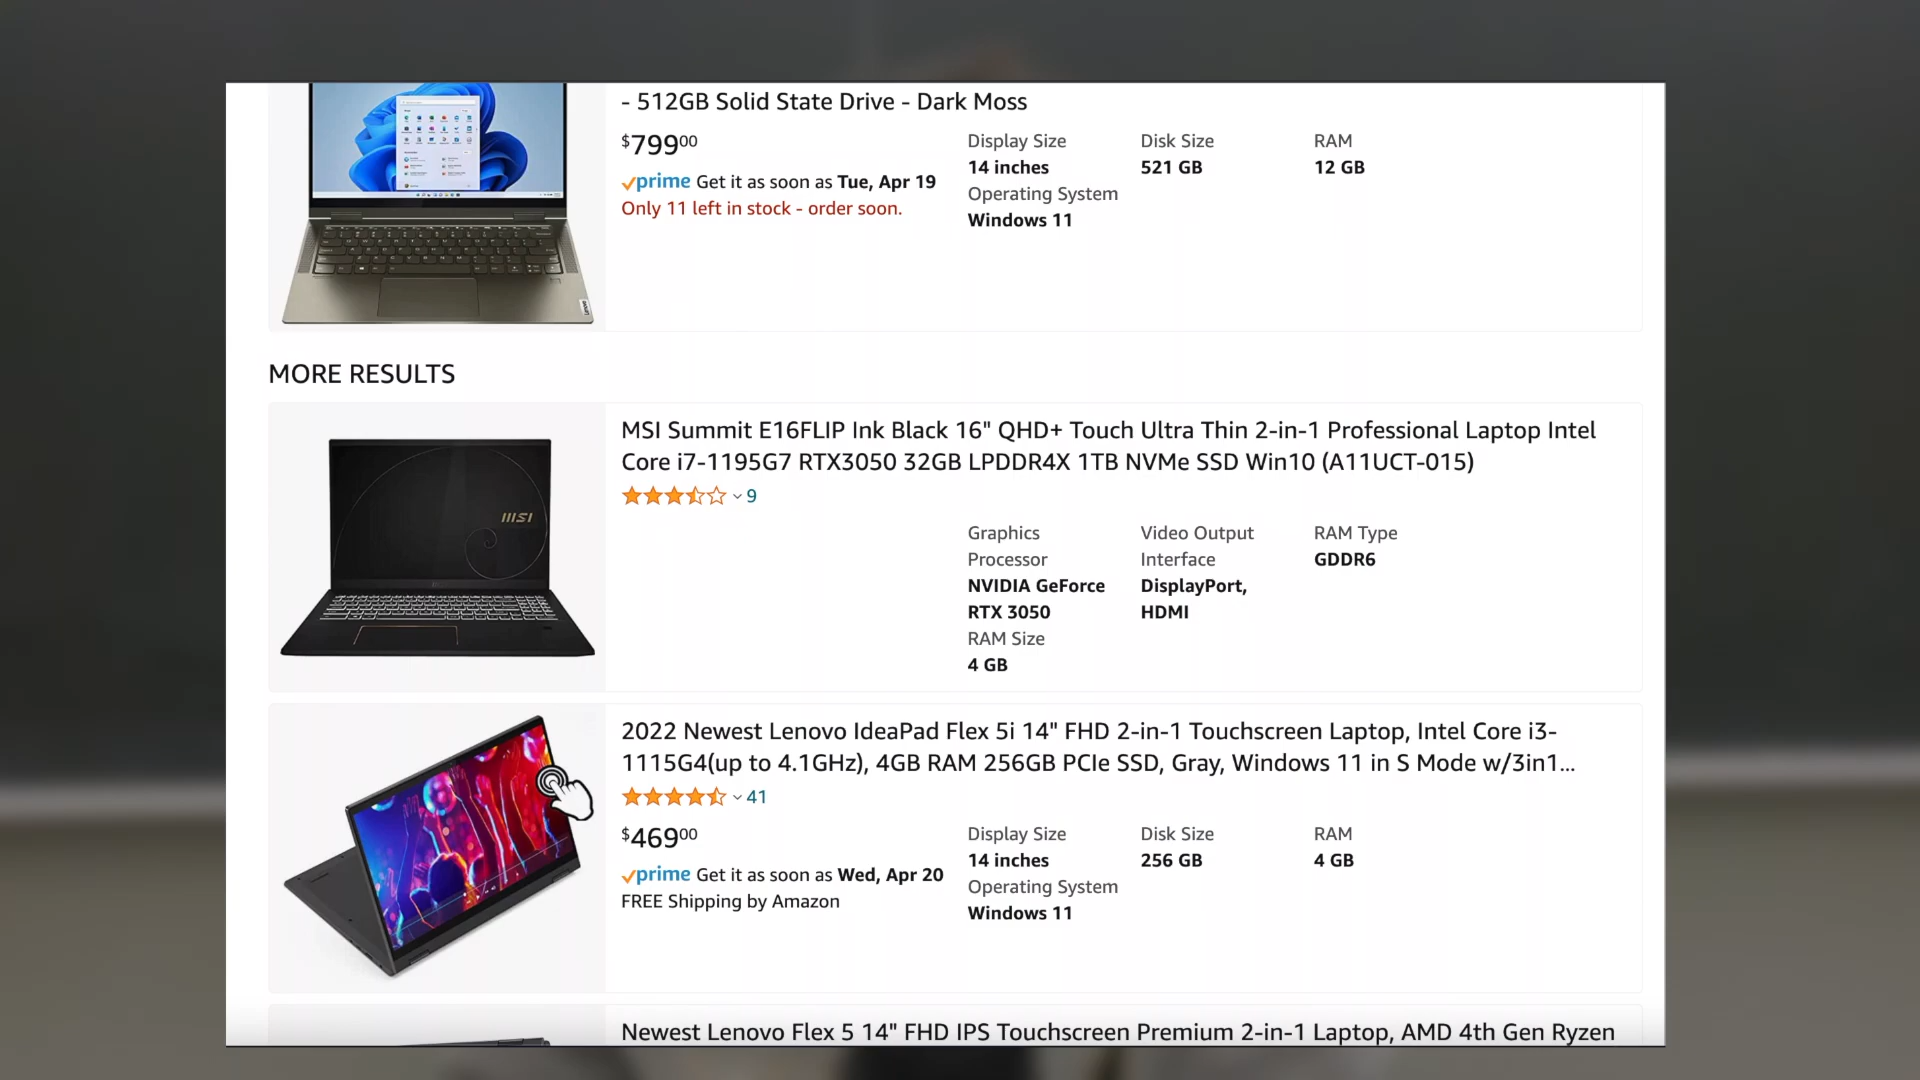 - 512GB Solid State Drive - Dark Moss
$799.00
prime Get it as soon as Tue, Apr 19
Only 11 left in stock - order soon.
Display Size
14 inches
Operating System
Windows 11
Disk Size
521 GB
RAM
12 GB
Lenovo
MORE RESULTS
MSI Summit E16FLIP Ink Black 16" QHD+ Touch Ultra Thin 2-in-1 Professional Laptop Intel
Core i7-1195G7 RTX3050 32GB LPDDR4X 1TB NVMe SSD Win10 (A11UCT-015)
9
msi
Graphics
Processor
NVIDIA GeForce
RTX 3050
RAM Size
4 GB
Video Output
Interface
DisplayPort,
HDMI
RAM Type
GDDR6
2022 Newest Lenovo IdeaPad Flex 5i 14" FHD 2-in-1 Touchscreen Laptop, Intel Core i3-
1115G4(up to 4.1GHz), 4GB RAM 256GB PCIe SSD, Gray, Windows 11 in S Mode w/3in1...
41
$469.00
prime Get it as soon as Wed, Apr 20
FREE Shipping by Amazon
Display Size
14 inches
Operating System
Windows 11
Disk Size
256 GB
RAM
4 GB
Newest Lenovo Flex 5 14" FHD IPS Touchscreen Premium 2-in-1 Laptop, AMD 4th Gen Ryzen